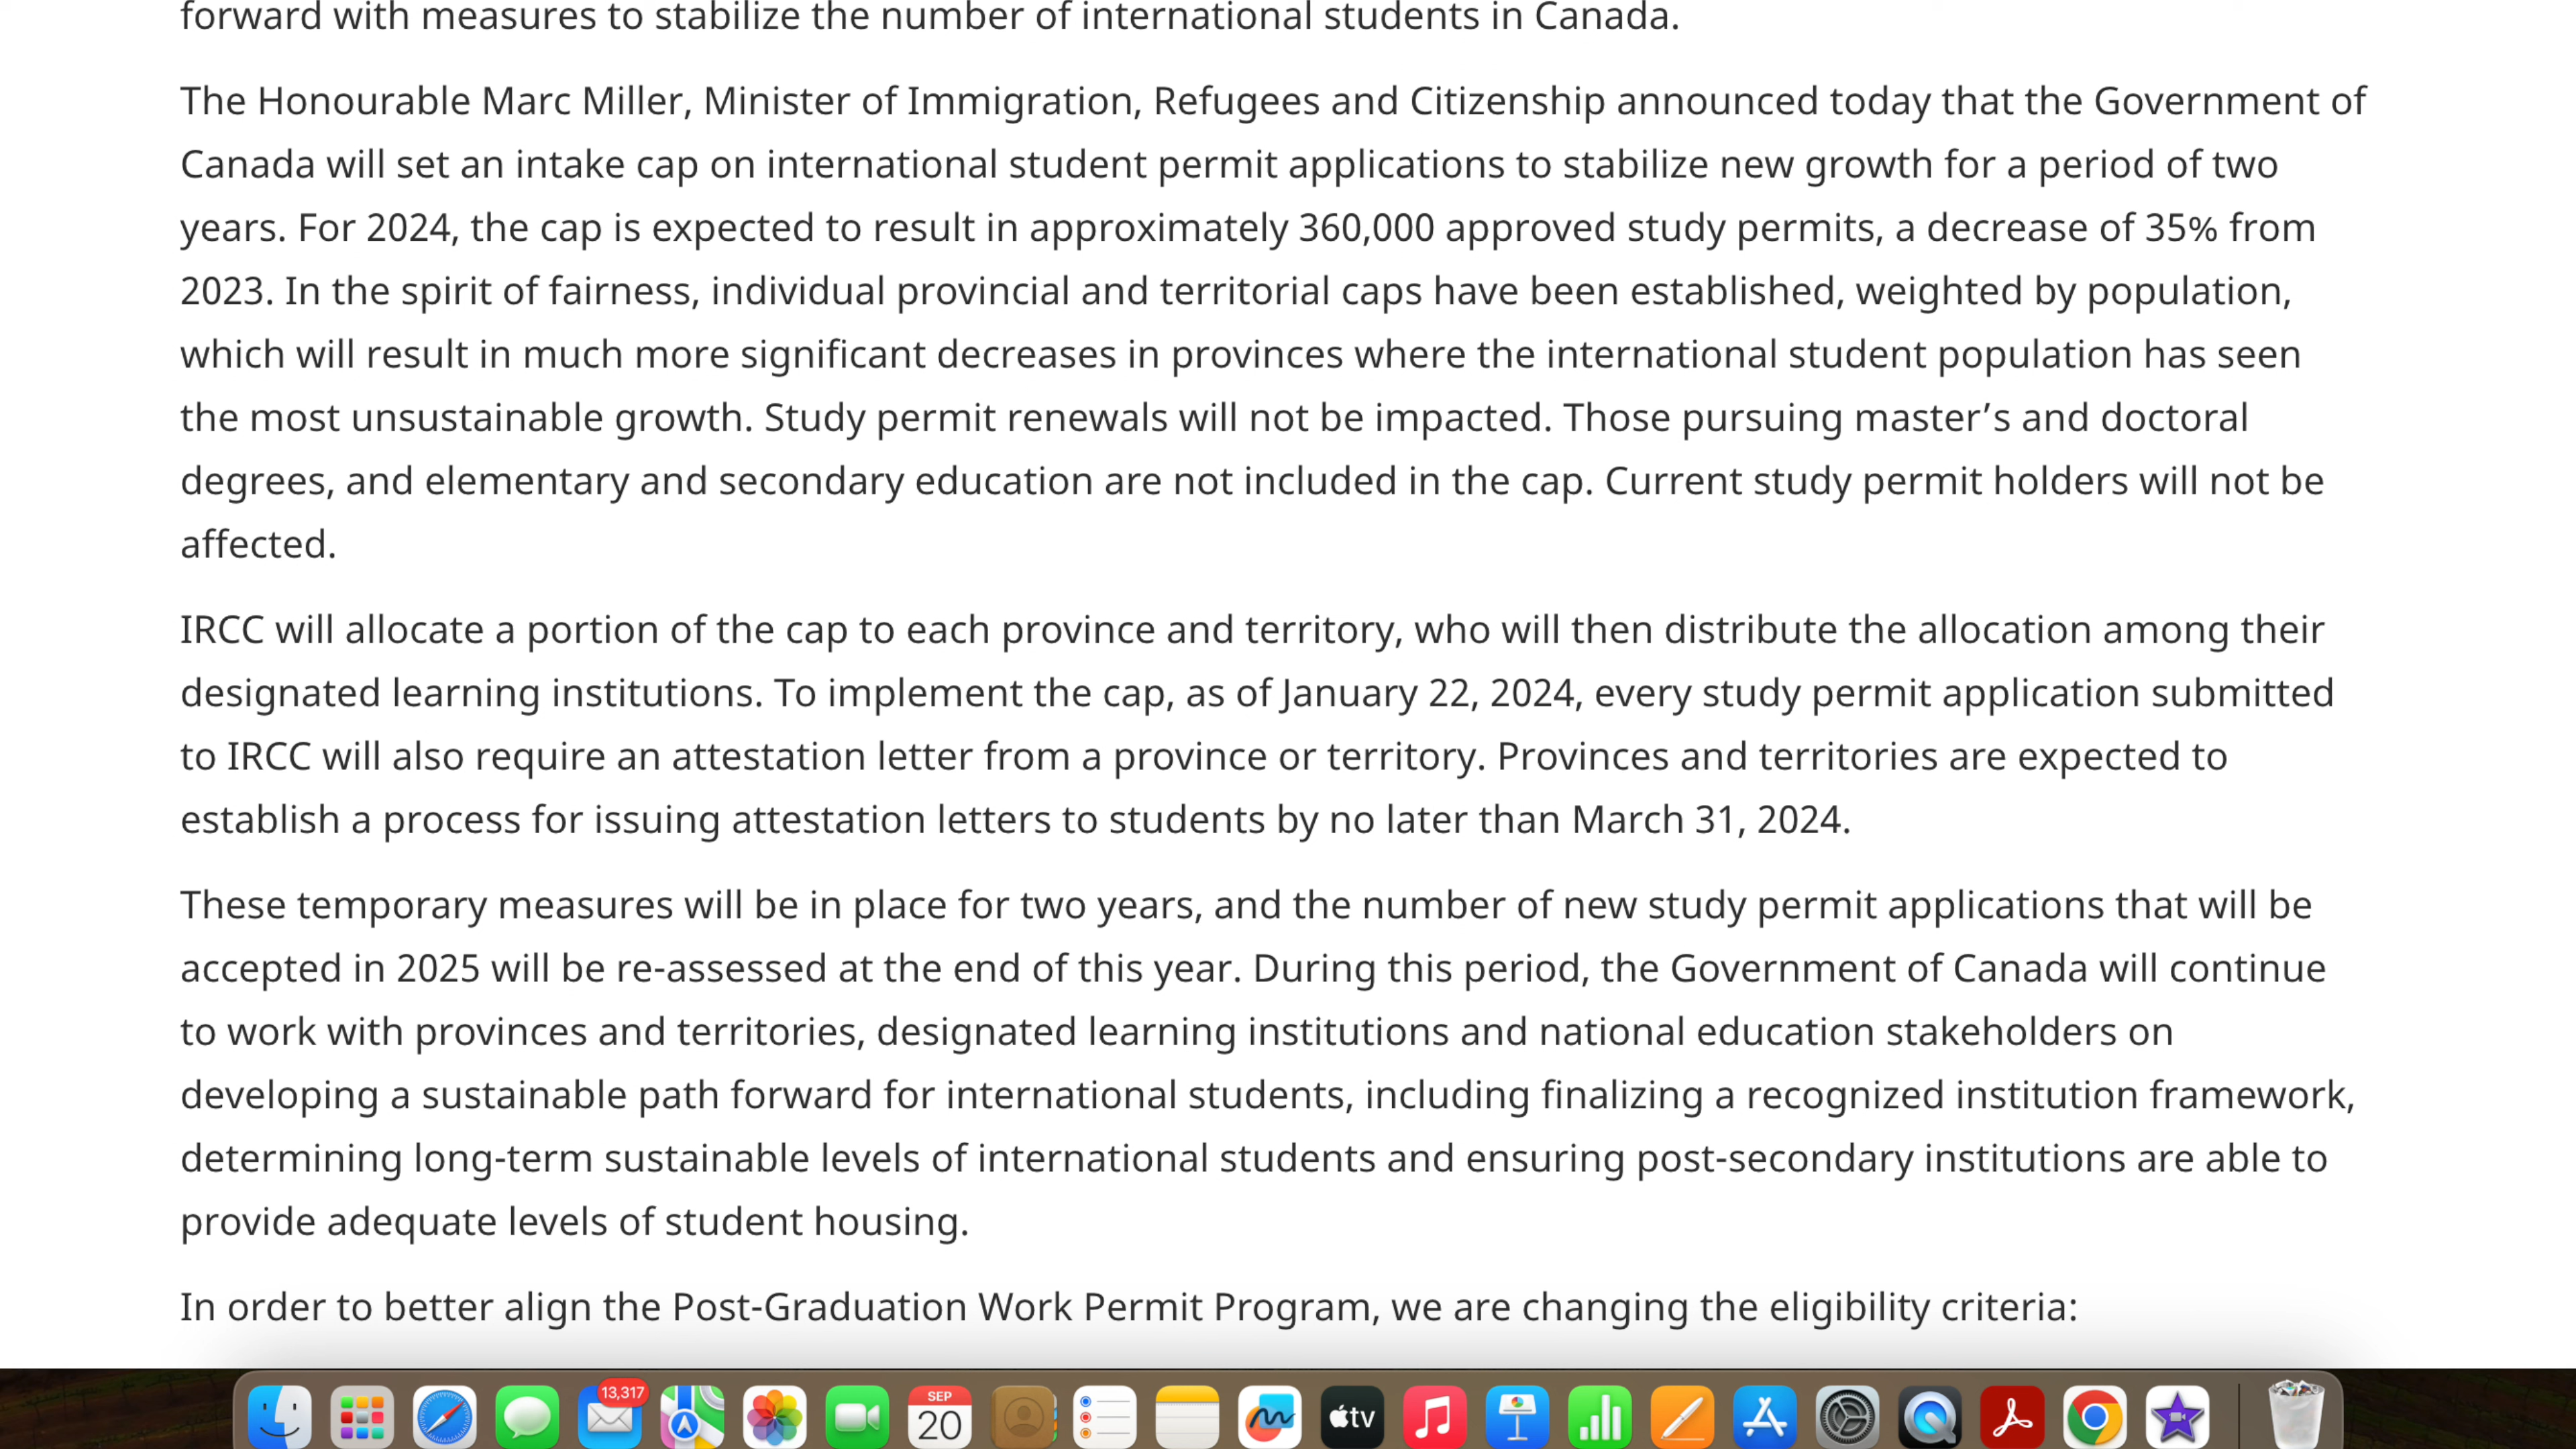 forward with measures to stabilize the number of international students in Canada.
The Honourable Marc Miller, Minister of Immigration, Refugees and Citizenship announced today that the Government of
Canada will set an intake cap on international student permit applications to stabilize new growth for a period of two
years. For 2024, the cap is expected to result in approximately 360,000 approved study permits, a decrease of 35% from
2023. In the spirit of fairness, individual provincial and territorial caps have been established, weighted by population,
which will result in much more significant decreases in provinces where the international student population has seen
the most unsustainable growth. Study permit renewals will not be impacted. Those pursuing master’s and doctoral
degrees, and elementary and secondary education are not included in the cap. Current study permit holders will not be
affected.
IRCC will allocate a portion of the cap to each province and territory, who will then distribute the allocation among their
designated learning institutions. To implement the cap, as of January 22, 2024, every study permit application submitted
to IRCC will also require an attestation letter from a province or territory. Provinces and territories are expected to
establish a process for issuing attestation letters to students by no later than March 31, 2024.
These temporary measures will be in place for two years, and the number of new study permit applications that will be
accepted in 2025 will be re-assessed at the end of this year. During this period, the Government of Canada will continue
to work with provinces and territories, designated learning institutions and national education stakeholders on
developing a sustainable path forward for international students, including finalizing a recognized institution framework,
determining long-term sustainable levels of international students and ensuring post-secondary institutions are able to
provide adequate levels of student housing.
In order to better align the Post-Graduation Work Permit Program, we are changing the eligibility criteria:
13,317
SEP
20
tv